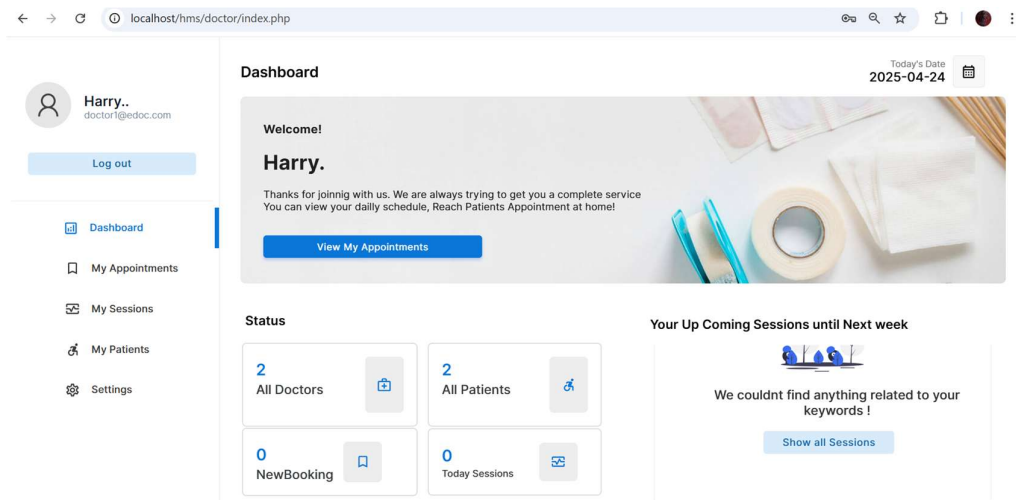 localhost/hms/doctor/index.php
Harry..
doctor1@edoc.com
Log out
Dashboard
My Appointments
My Sessions
My Patients
Settings
Dashboard
Today's Date
2025-04-24
Welcome!
Harry.
Thanks for joinnig with us. We are always trying to get you a complete service
You can view your dailly schedule, Reach Patients Appointment at home!
View My Appointments
Status
2
All Doctors
2
All Patients
0
NewBooking
0
Today Sessions
Your Up Coming Sessions until Next week
We couldnt find anything related to your
keywords !
Show all Sessions